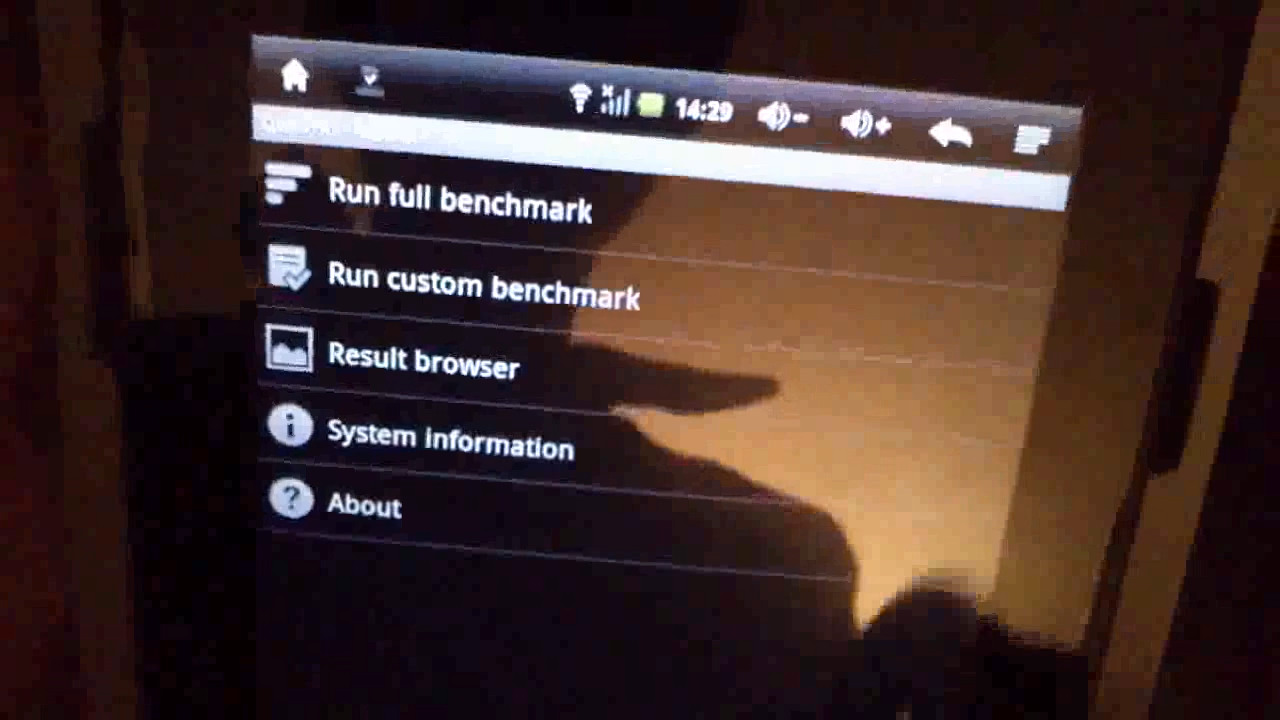 14:29
Run full benchmark
Run custom benchmark
Result browser
System information
About